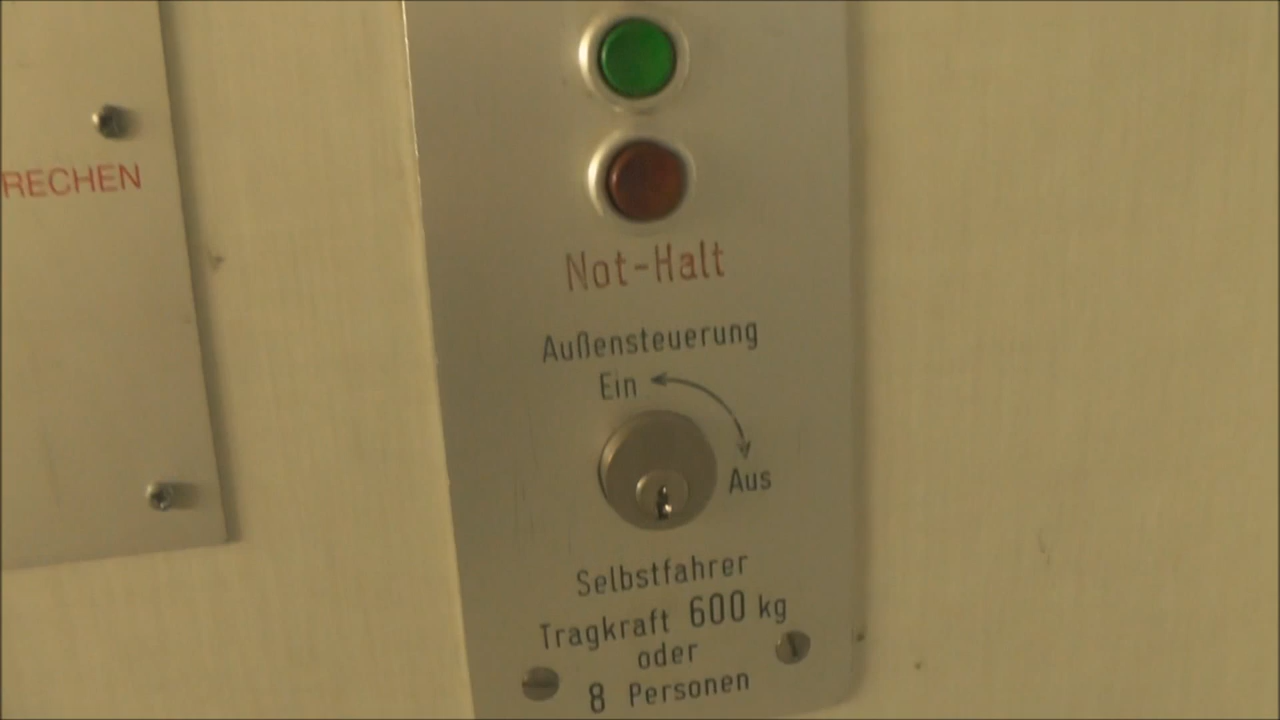 RECHEN
Not-Halt
Außensteuerung
Ein
Aus
Selbstfahrer
Tragkraft 600 kg
oder
8 Personen